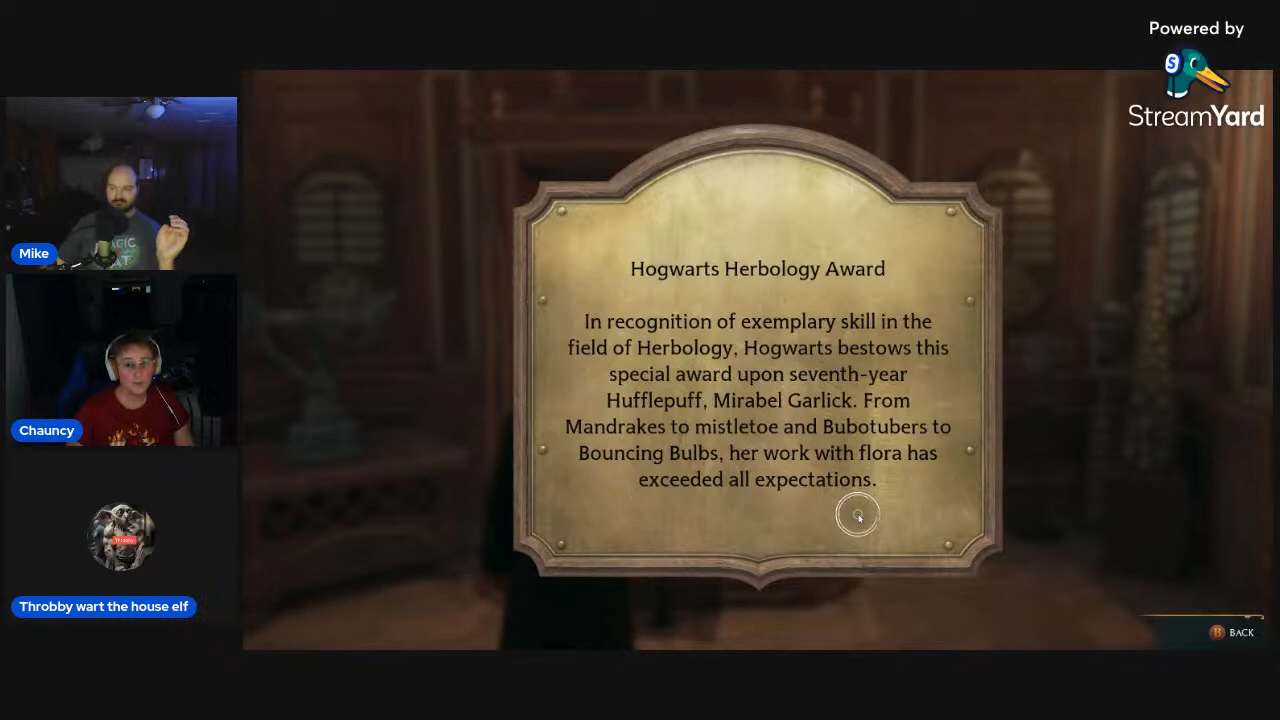 Powered by
StreamYard
Mike
Chauncy
Throbby wart the house elf
Hogwarts Herbology Award
In recognition of exemplary skill in the
field of Herbology, Hogwarts bestows this
special award upon seventh-year
Hufflepuff, Mirabel Garlick. From
Mandrakes to mistletoe and Bubotubers to
Bouncing Bulbs, her work with flora has
exceeded all expectations.
B BACK